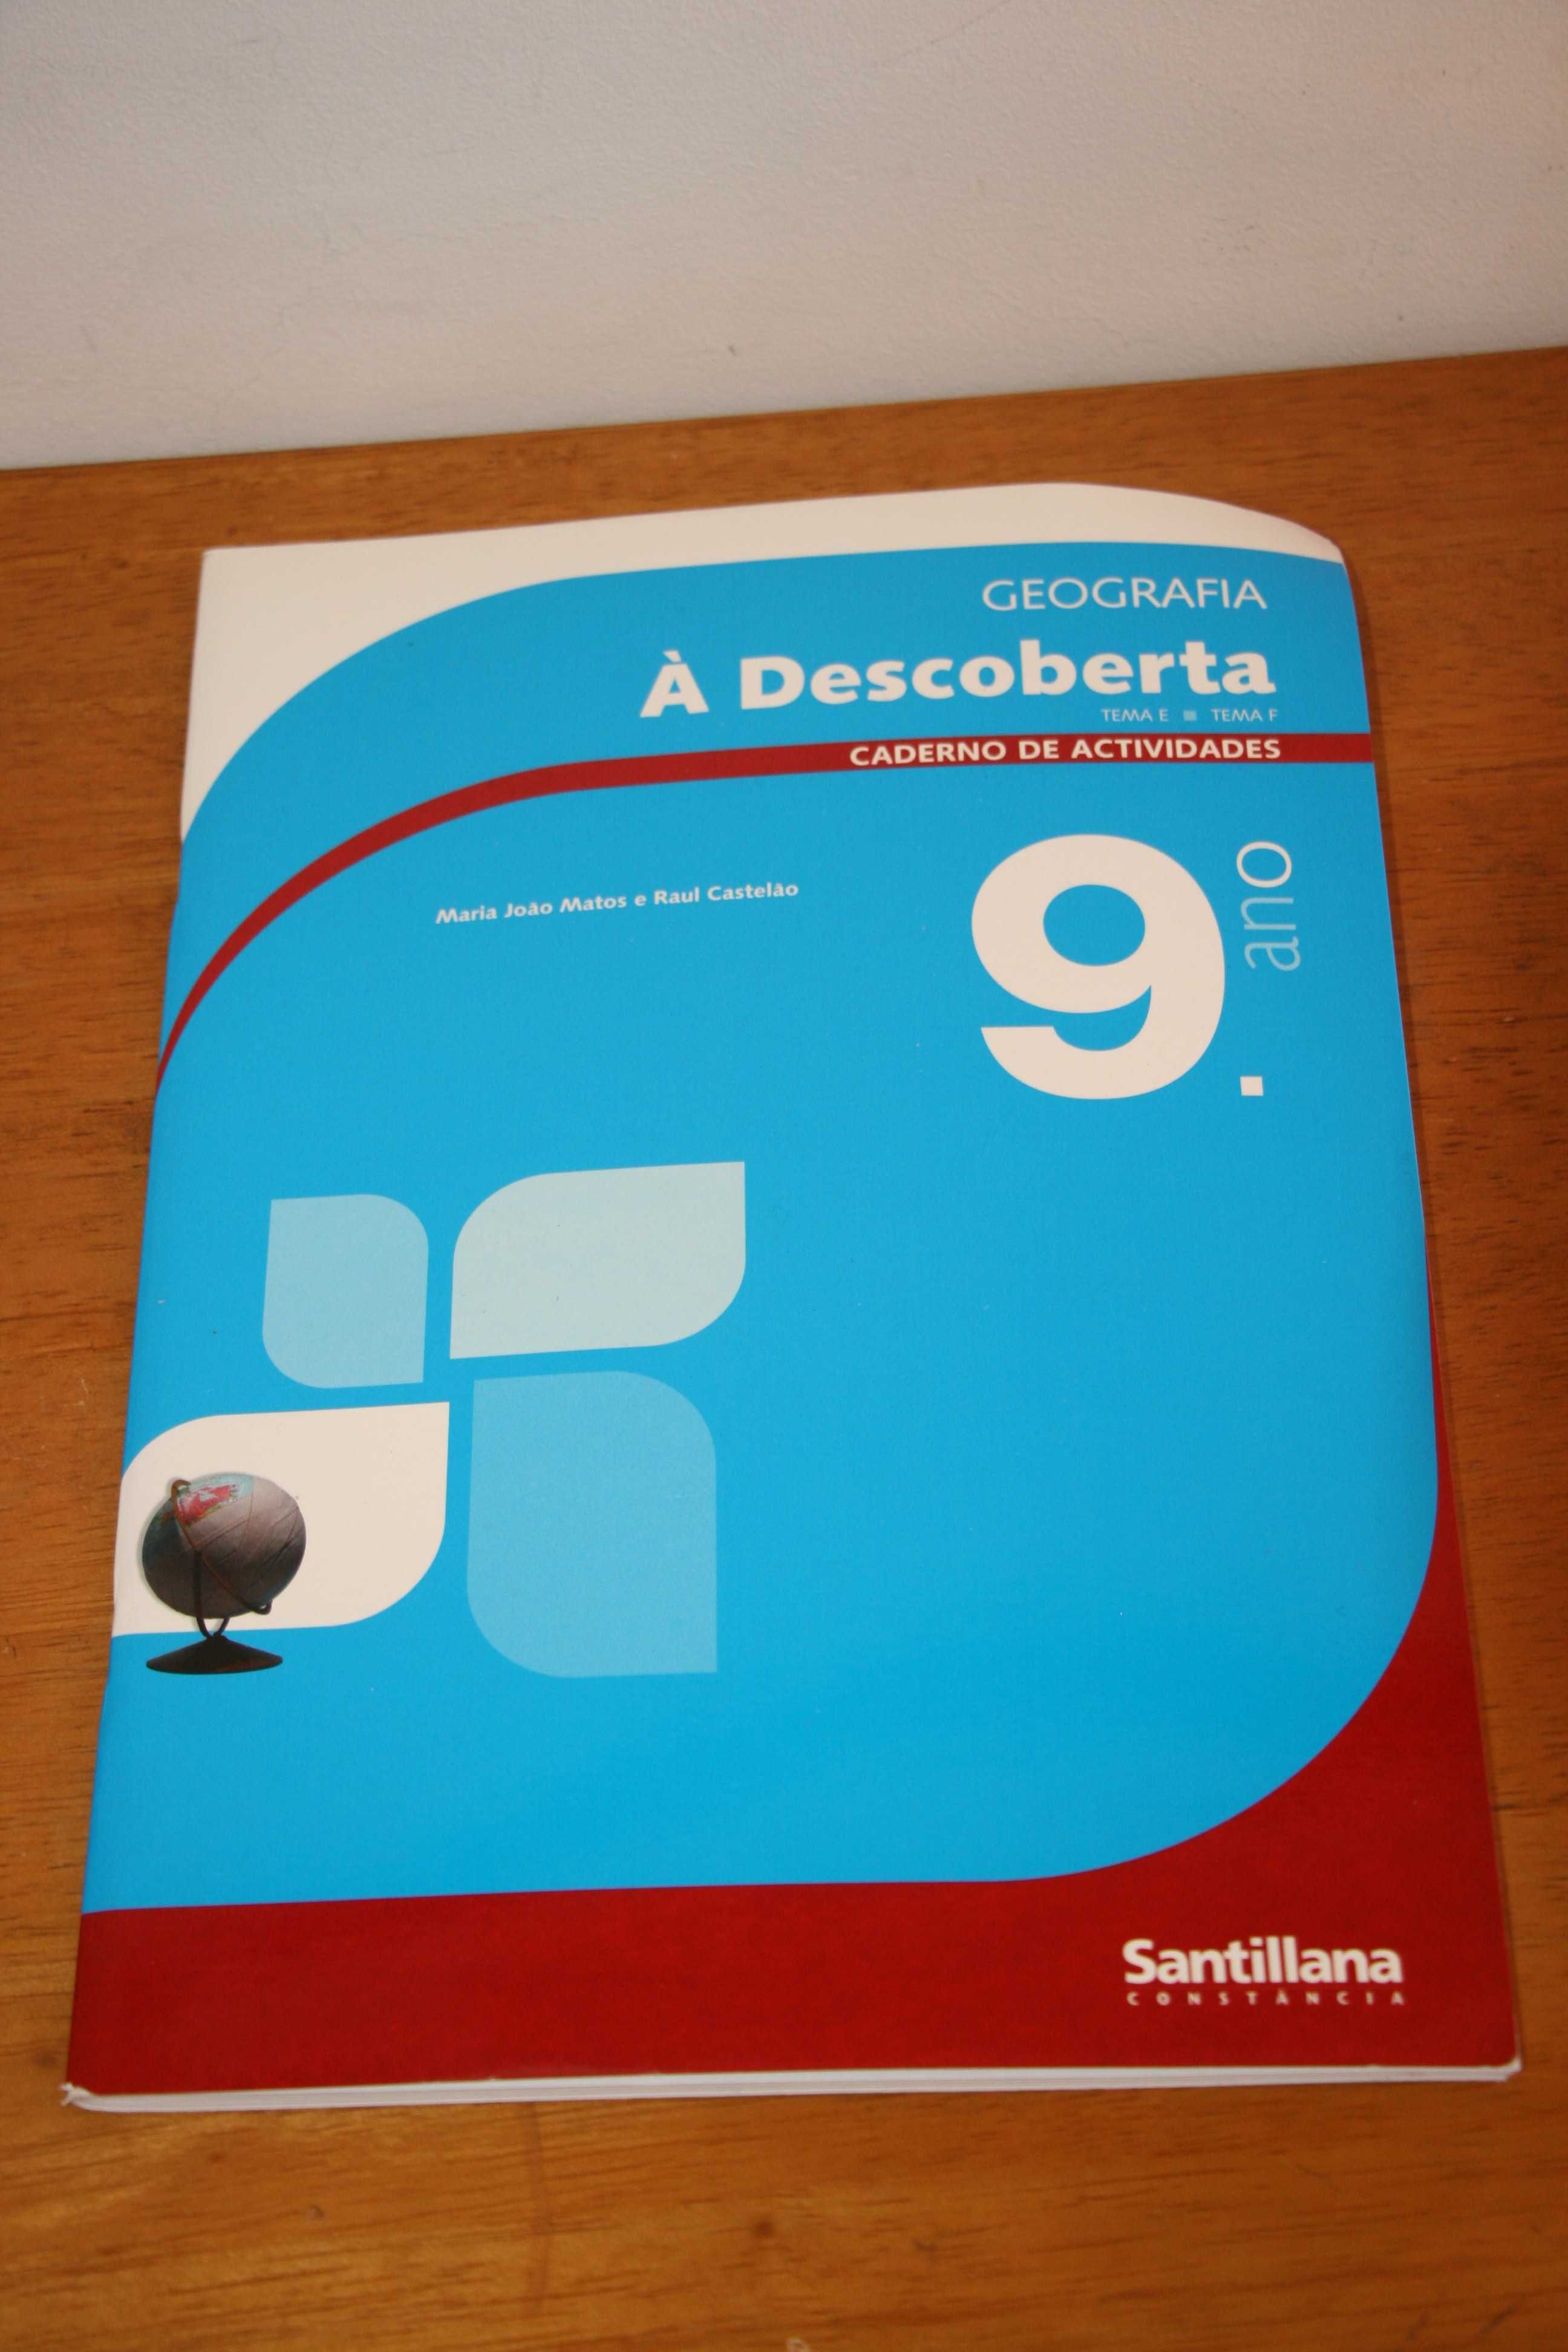 GEOGRAFIA
À Descoberta
TEMA E ■ TEMA F
CADERNO DE ACTIVIDADES
Maria João Matos e Raul Castelão
9.
ano
Santillana
CONSTÂNCIA